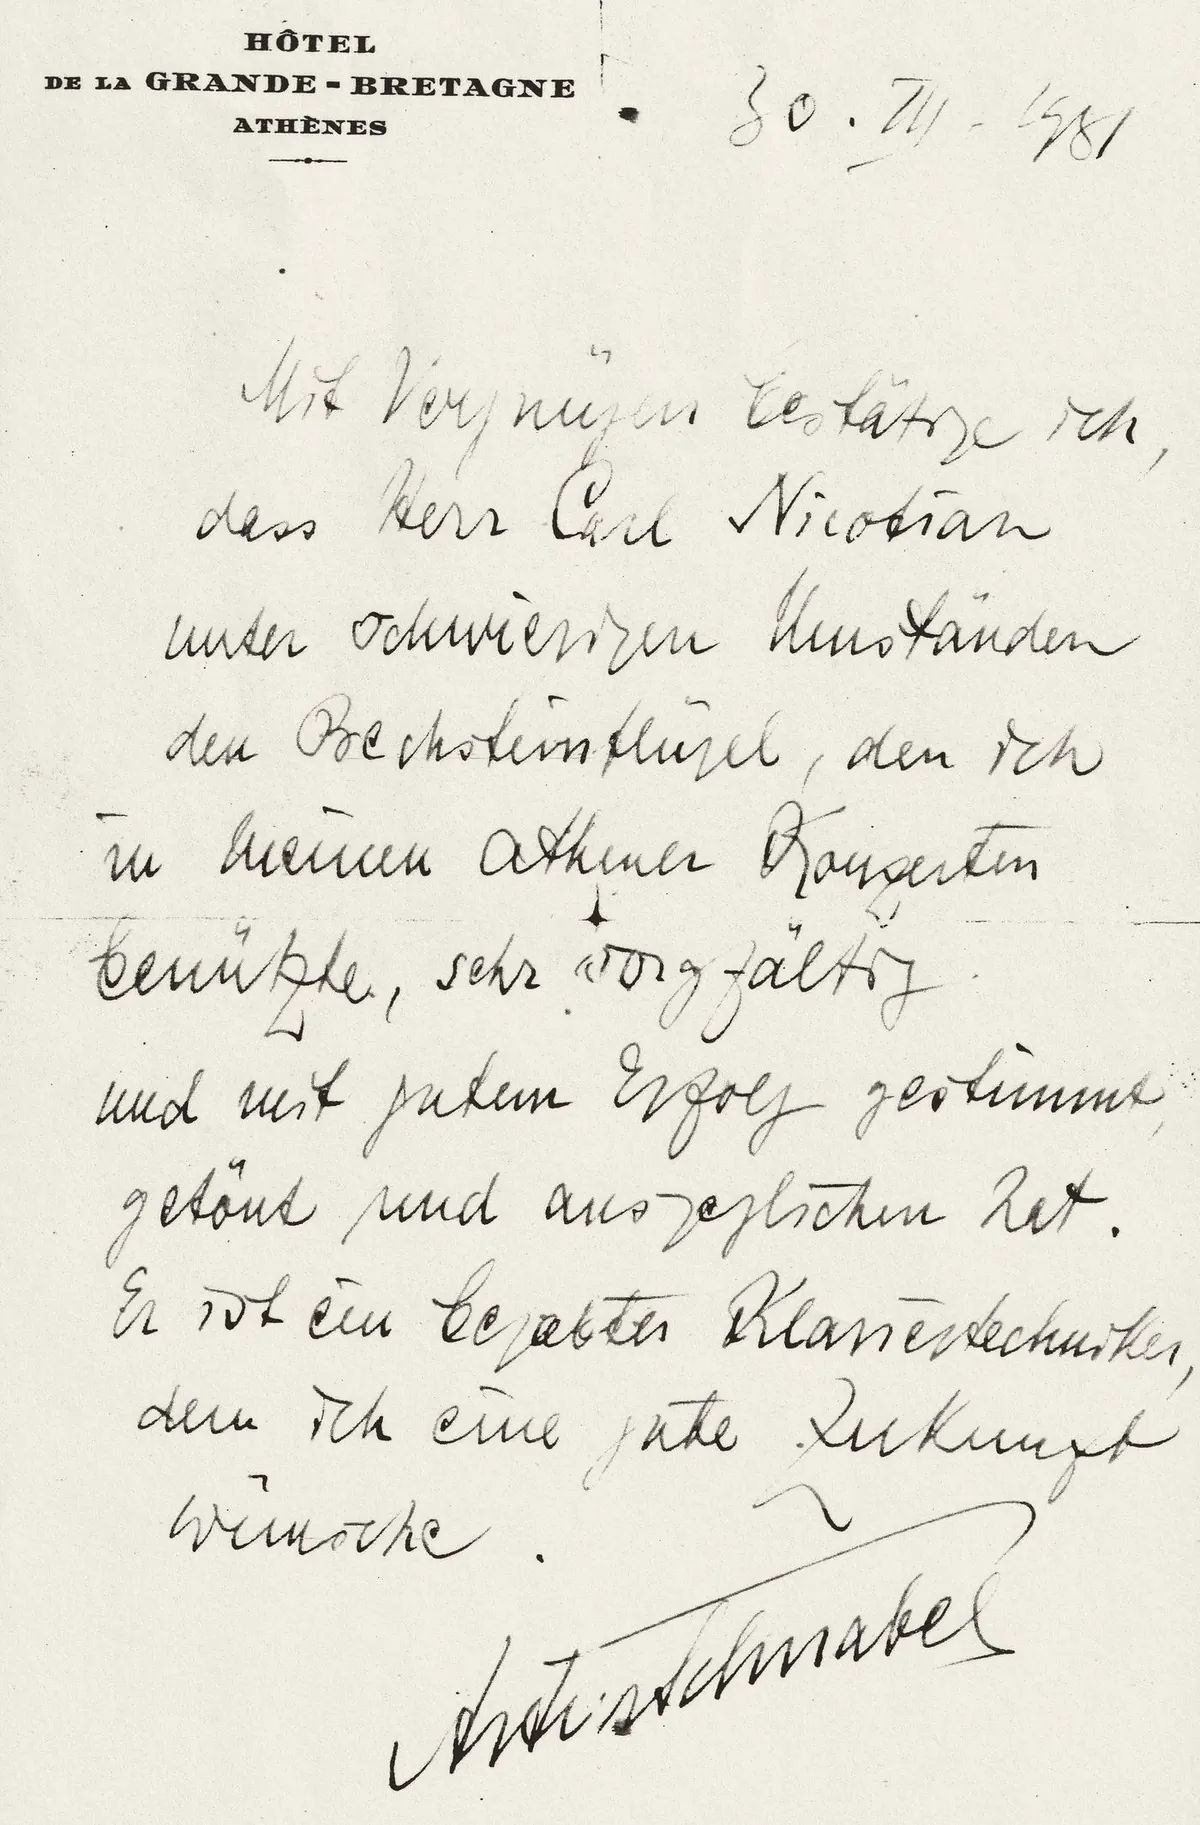 HÔTEL
DE LA GRANDE-BRETAGNE
ATHÈNES
30. III - 1931
Mit Vergnügen bestätige ich,
dass Herr Carl Nicotian
unter schwierigen Umständen
den Bechsteinflügel, den ich
in meinen Athener Konzerten
benützte, sehr sorgfältig
und mit gutem Erfolg gestimmt,
getönt und ausgeglichen hat.
Er ist ein begabter Klaviertechniker,
dem ich eine gute Zukunft
wünsche.
Artur Schnabel